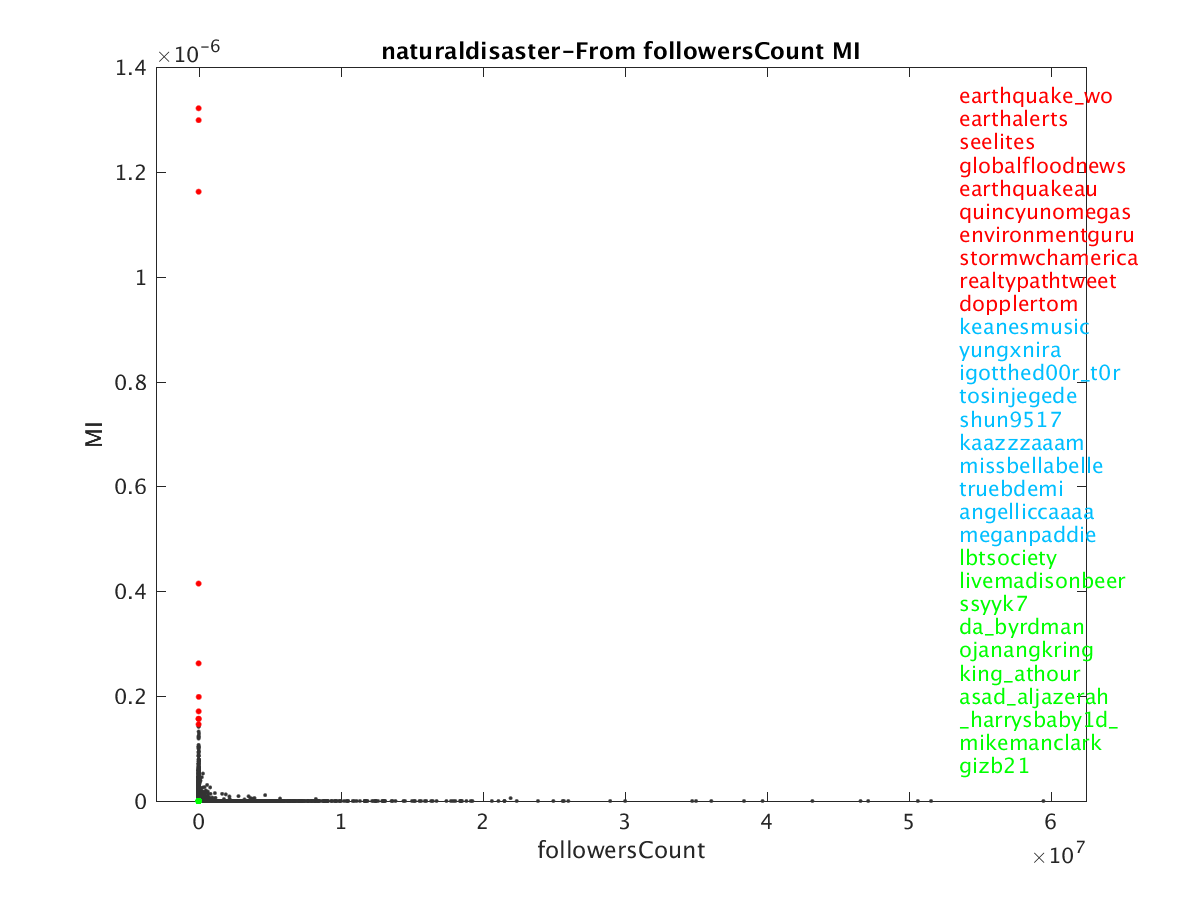 naturaldisaster-From followersCount MI
×10⁻⁶
1.4
1.2
1
0.8
0.6
0.4
0.2
0
MI
earthquake_wo
earthalerts
seelites
globalfloodnews
earthquakeau
quincyunomegas
environmentguru
stormwchamerica
realtypathtweet
dopplertom
keanesmusic
yungxnira
igotthed00r_t0r
tosinjegede
shun9517
kaazzzaaam
missbellabelle
truebdemi
angelliccaaaa
meganpaddie
lbtsociety
livemadisonbeer
ssyyk7
da_byrdman
ojanangkring
king_athour
asad_aljazerah
_harrysbaby1d_
mikemanclark
gizb21
0 1 2 3 4 5 6
followersCount
×10⁷